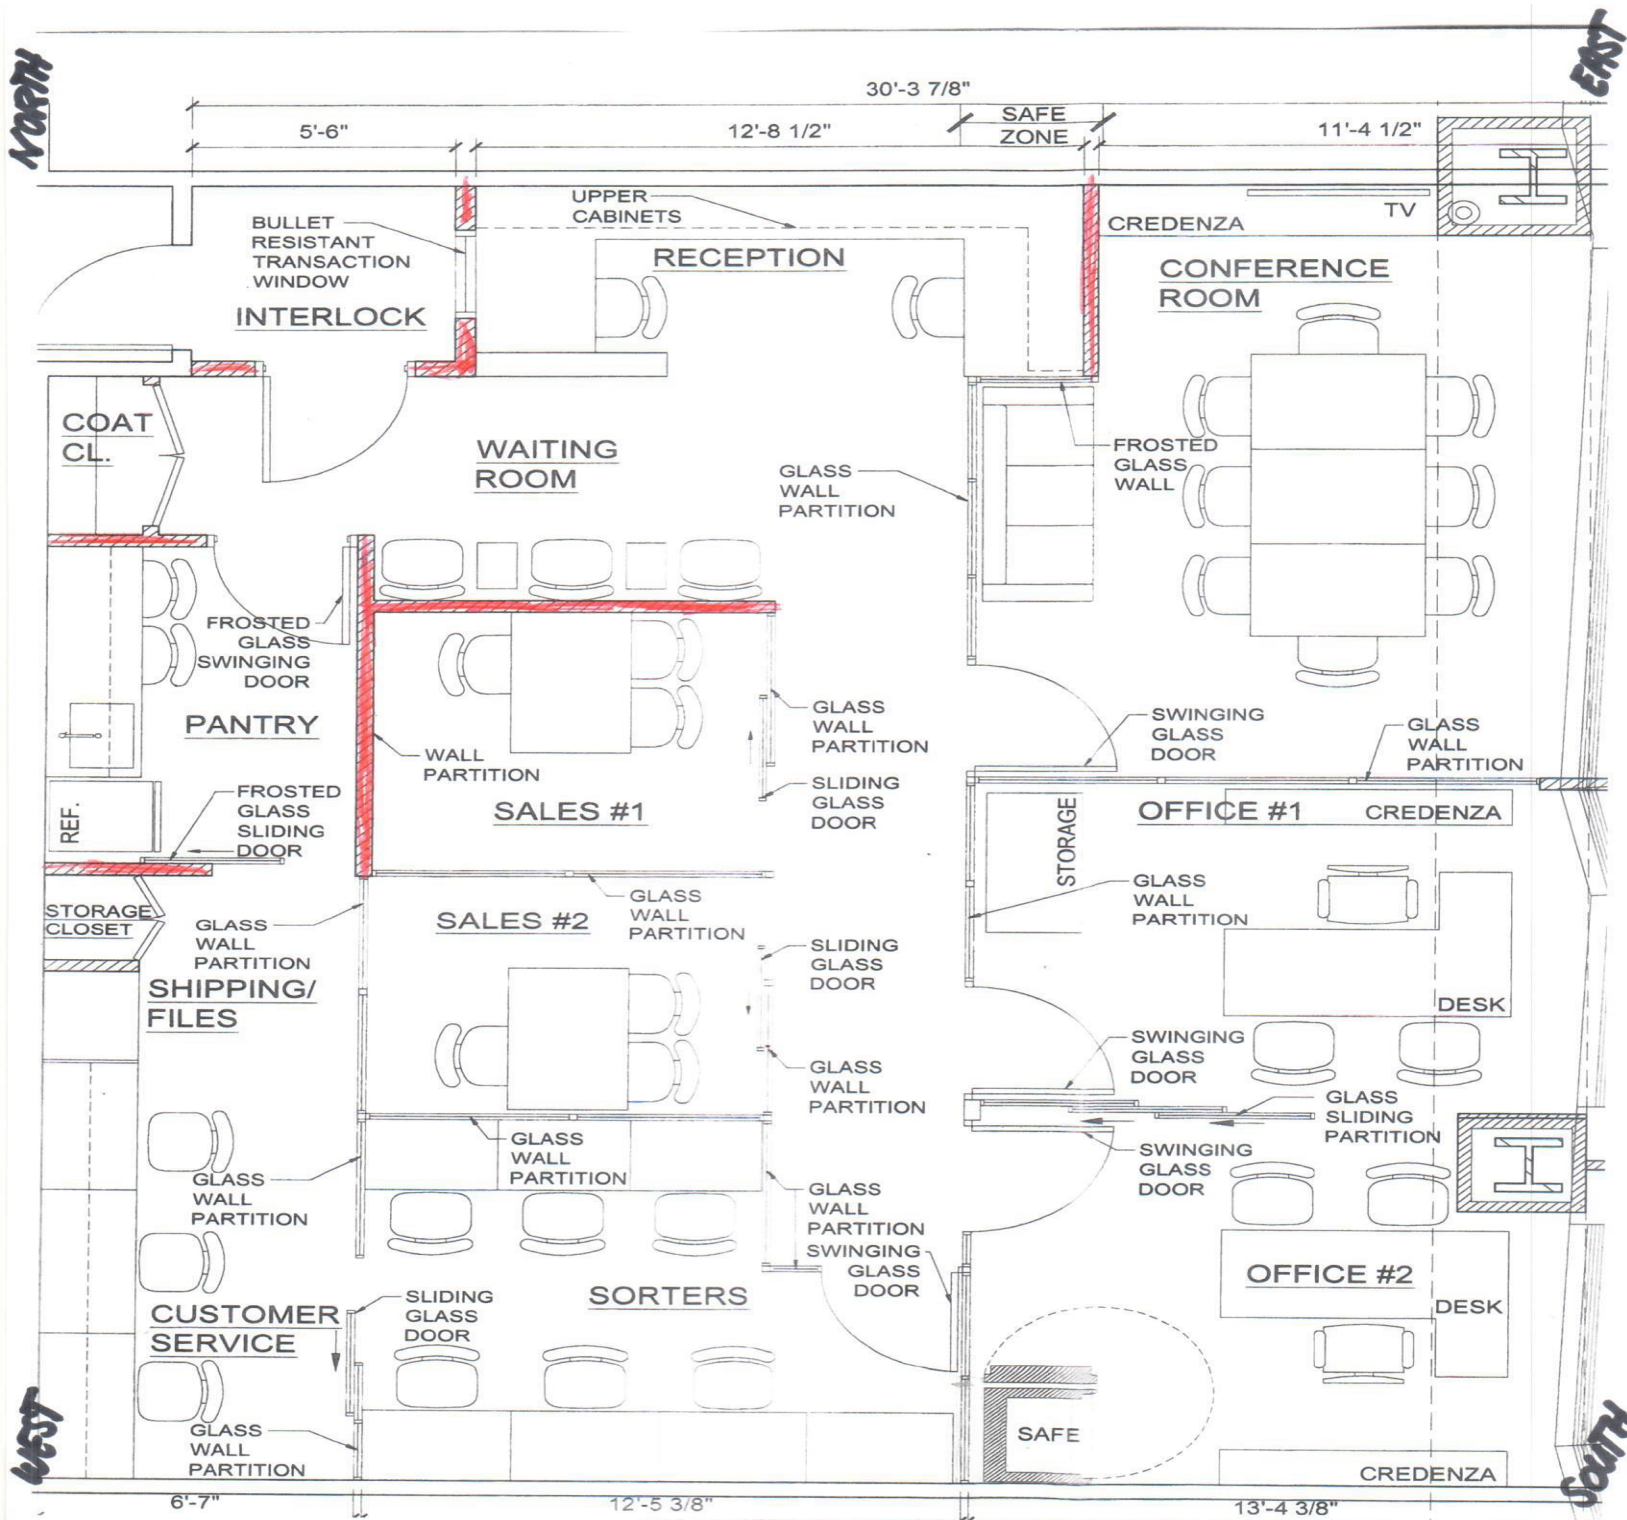 NORTH
EAST
30'-3 7/8"
5'-6"
12'-8 1/2"
SAFE
ZONE
11'-4 1/2"
BULLET
RESISTANT
TRANSACTION
WINDOW
INTERLOCK
UPPER
CABINETS
RECEPTION
CREDENZA
TV
CONFERENCE
ROOM
COAT
CL.
WAITING
ROOM
GLASS
WALL
PARTITION
FROSTED
GLASS
WALL
FROSTED
GLASS
SWINGING
DOOR
PANTRY
WALL
PARTITION
GLASS
WALL
PARTITION
SWINGING
GLASS
DOOR
GLASS
WALL
PARTITION
REF.
FROSTED
GLASS
SLIDING
DOOR
SALES #1
SLIDING
GLASS
DOOR
STORAGE
OFFICE #1
CREDENZA
STORAGE
CLOSET
GLASS
WALL
PARTITION
SALES #2
GLASS
WALL
PARTITION
GLASS
WALL
PARTITION
SHIPPING/
FILES
SLIDING
GLASS
DOOR
DESK
GLASS
WALL
PARTITION
SWINGING
GLASS
DOOR
GLASS
SLIDING
PARTITION
GLASS
WALL
PARTITION
GLASS
WALL
PARTITION
GLASS
WALL
PARTITION
SWINGING
GLASS
DOOR
SWINGING
GLASS
DOOR
CUSTOMER
SERVICE
SLIDING
GLASS
DOOR
SORTERS
OFFICE #2
DESK
GLASS
WALL
PARTITION
SAFE
CREDENZA
WEST
SOUTH
6'-7"
12'-5 3/8"
13'-4 3/8"